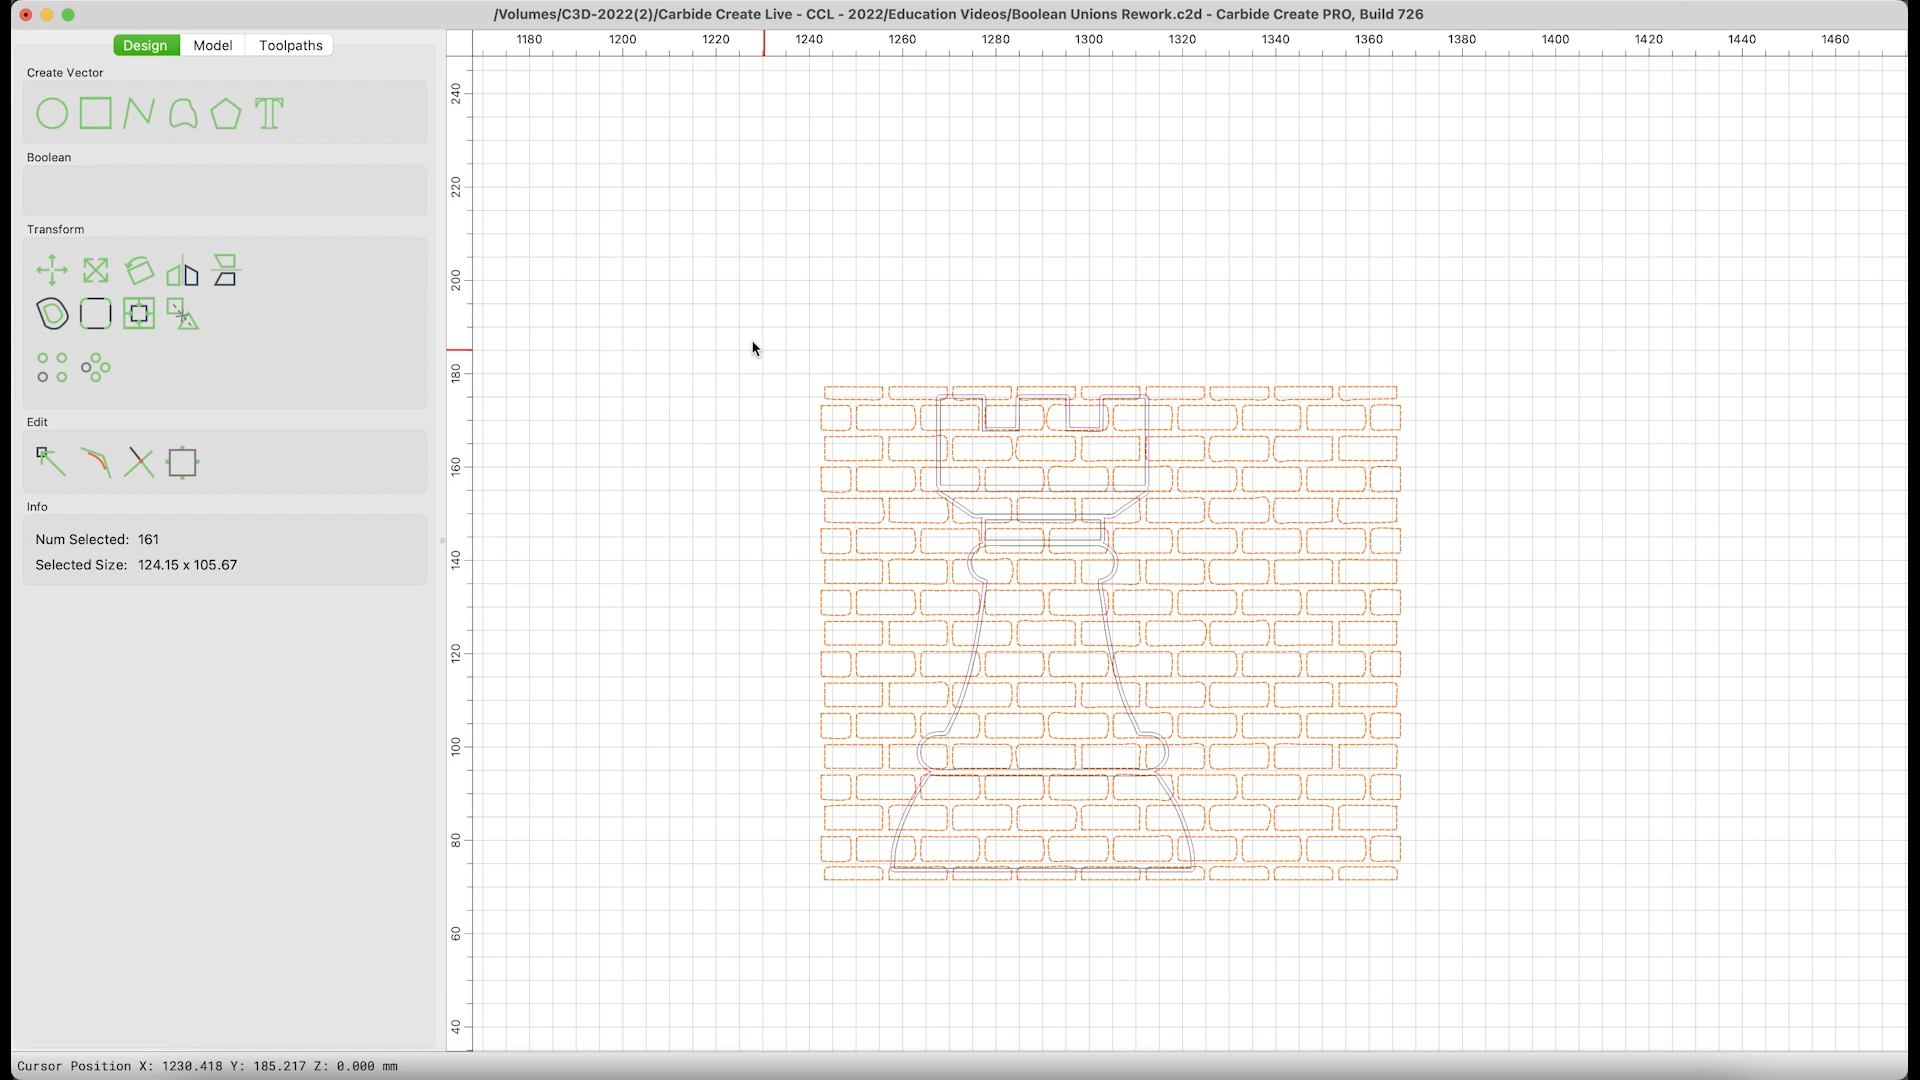 /Volumes/C3D-2022(2)/Carbide Create Live - CCL - 2022/Education Videos/Boolean Unions Rework.c2d - Carbide Create PRO, Build 726
Design Model Toolpaths
1180 1200 1220 1240 1260 1280 1300 1320 1340 1360 1380 1400 1420 1440 1460
Create Vector
T
Boolean
Transform
Edit
Info
Num Selected: 161
Selected Size: 124.15 x 105.67
240
220
200
180
160
140
120
100
80
60
40
Cursor Position X: 1230.418 Y: 185.217 Z: 0.000 mm